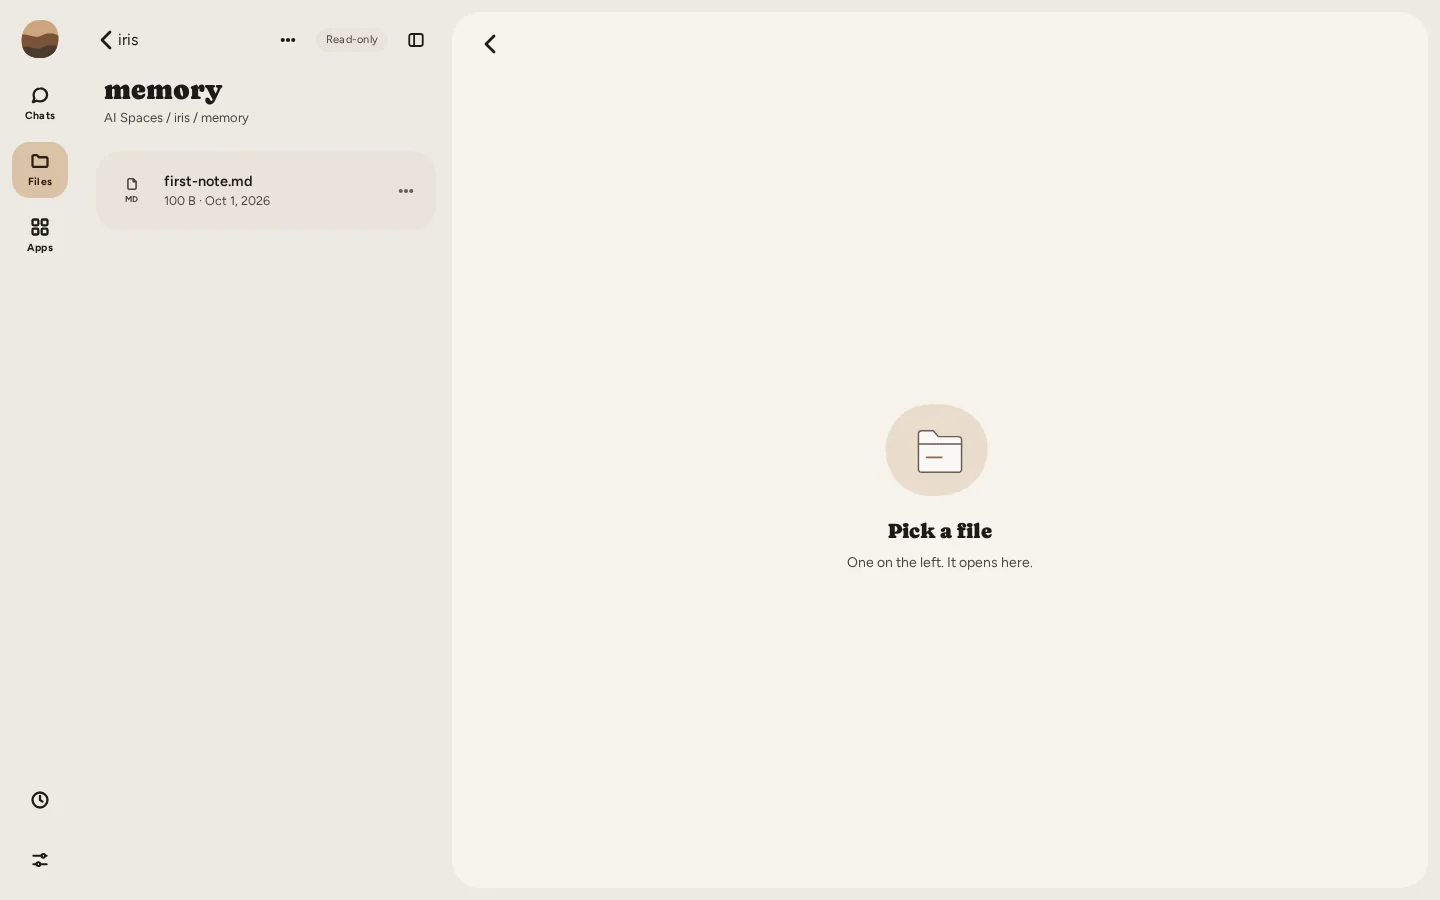 iris
Read-only
Chats
memory
AI Spaces / iris / memory
Files
first-note.md
MD
100 B · Oct 1, 2026
Apps
Pick a file
One on the left. It opens here.